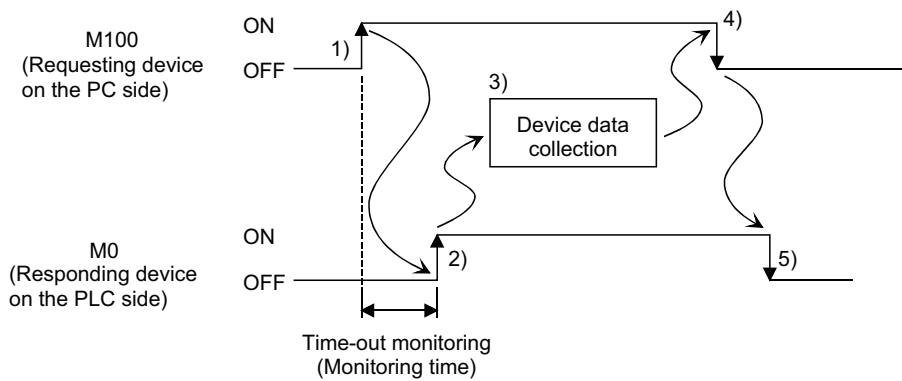 M100
(Requesting device
on the PC side)
ON
OFF
1)
4)
3)
Device data
collection
M0
(Responding device
on the PLC side)
ON
OFF
2)
5)
Time-out monitoring
(Monitoring time)